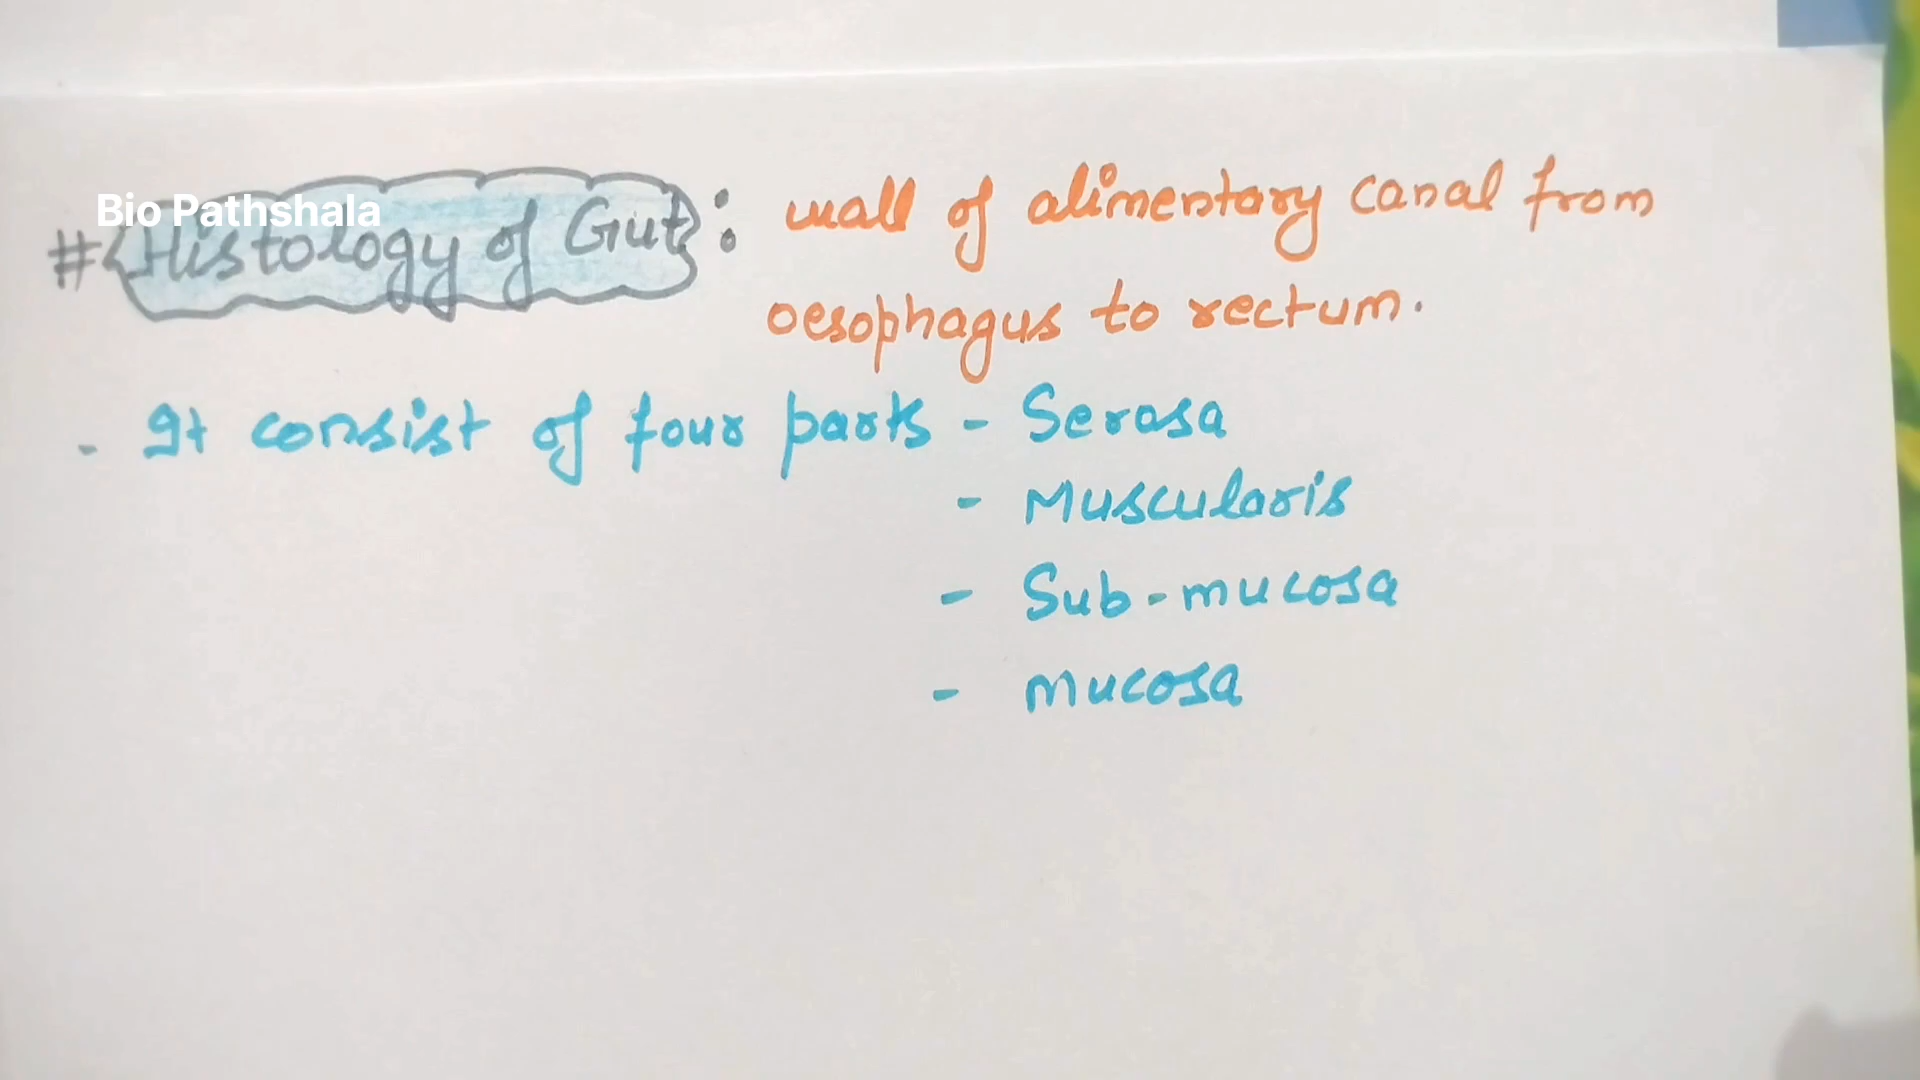 Bio Pathshala
# Histology of Gut : wall of alimentary canal from
oesophagus to rectum.
- It consist of four parts - Serosa
- Muscularis
- Sub-mucosa
- mucosa